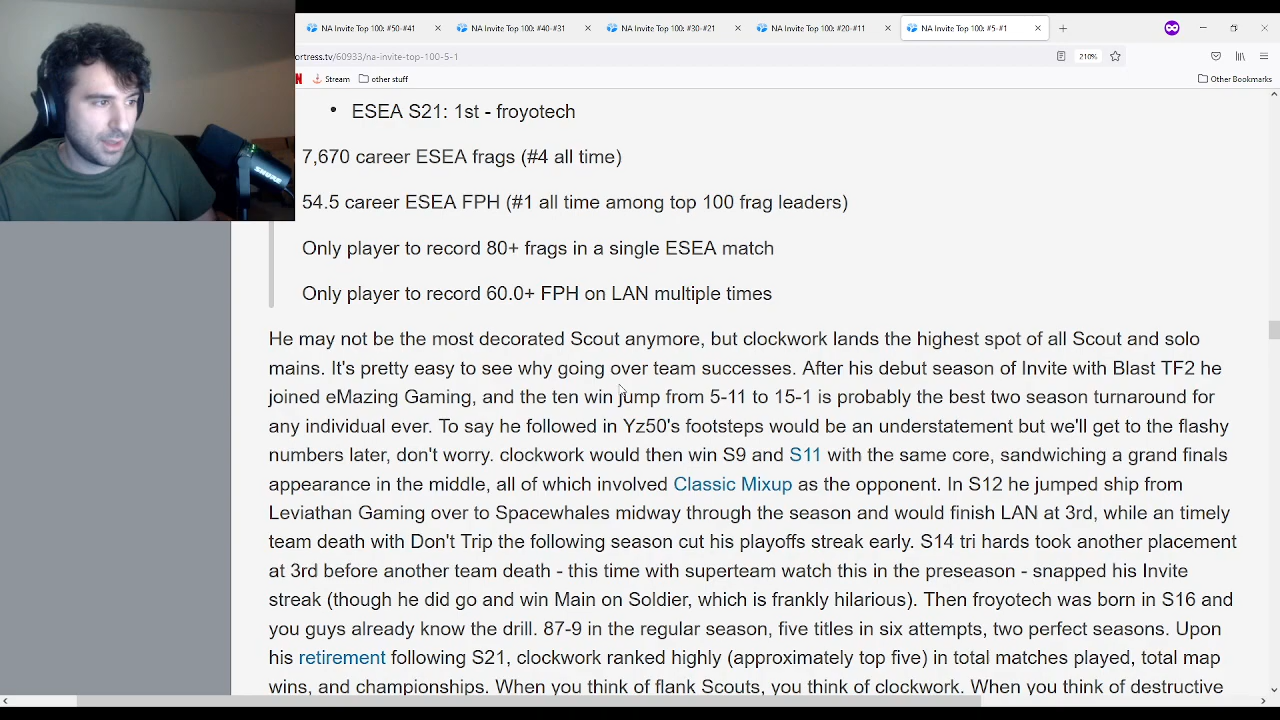 NA Invite Top 100: #50-#41
NA Invite Top 100: #40-#31
NA Invite Top 100: #30-#21
NA Invite Top 100: #20-#11
NA Invite Top 100: #5-#1
ortress.tv/60933/na-invite-top-100-5-1
210%
Stream
other stuff
Other Bookmarks
SHURE
• ESEA S21: 1st - froyotech
7,670 career ESEA frags (#4 all time)
54.5 career ESEA FPH (#1 all time among top 100 frag leaders)
Only player to record 80+ frags in a single ESEA match
Only player to record 60.0+ FPH on LAN multiple times
He may not be the most decorated Scout anymore, but clockwork lands the highest spot of all Scout and solo
mains. It's pretty easy to see why going over team successes. After his debut season of Invite with Blast TF2 he
joined eMazing Gaming, and the ten win jump from 5-11 to 15-1 is probably the best two season turnaround for
any individual ever. To say he followed in Yz50's footsteps would be an understatement but we'll get to the flashy
numbers later, don't worry. clockwork would then win S9 and S11 with the same core, sandwiching a grand finals
appearance in the middle, all of which involved Classic Mixup as the opponent. In S12 he jumped ship from
Leviathan Gaming over to Spacewhales midway through the season and would finish LAN at 3rd, while an timely
team death with Don't Trip the following season cut his playoffs streak early. S14 tri hards took another placement
at 3rd before another team death - this time with superteam watch this in the preseason - snapped his Invite
streak (though he did go and win Main on Soldier, which is frankly hilarious). Then froyotech was born in S16 and
you guys already know the drill. 87-9 in the regular season, five titles in six attempts, two perfect seasons. Upon
his retirement following S21, clockwork ranked highly (approximately top five) in total matches played, total map
wins, and championships. When you think of flank Scouts, you think of clockwork. When you think of destructive